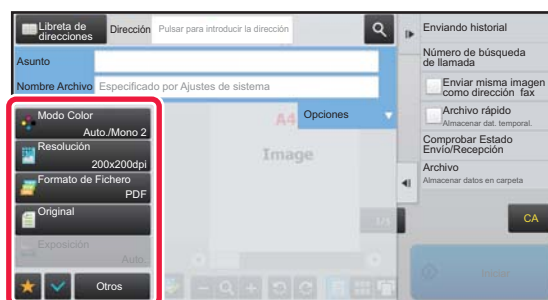 Libreta de
direcciones
Dirección
Pulsar para introducir la dirección
Asunto
Nombre Archivo
Especificado por Ajustes de sistema
Modo Color
Auto./Mono 2
Resolución
200x200dpi
Formato de Fichero
PDF
Original
Exposición
Auto.
Otros
A4
Image
Opciones
1/5
Enviando historial
Número de búsqueda
de llamada
Enviar misma imagen
como dirección fax
Archivo rápido
Almacenar dat. temporal.
Comprobar Estado
Envío/Recepción
Archivo
Almacenar datos en carpeta
CA
Iniciar